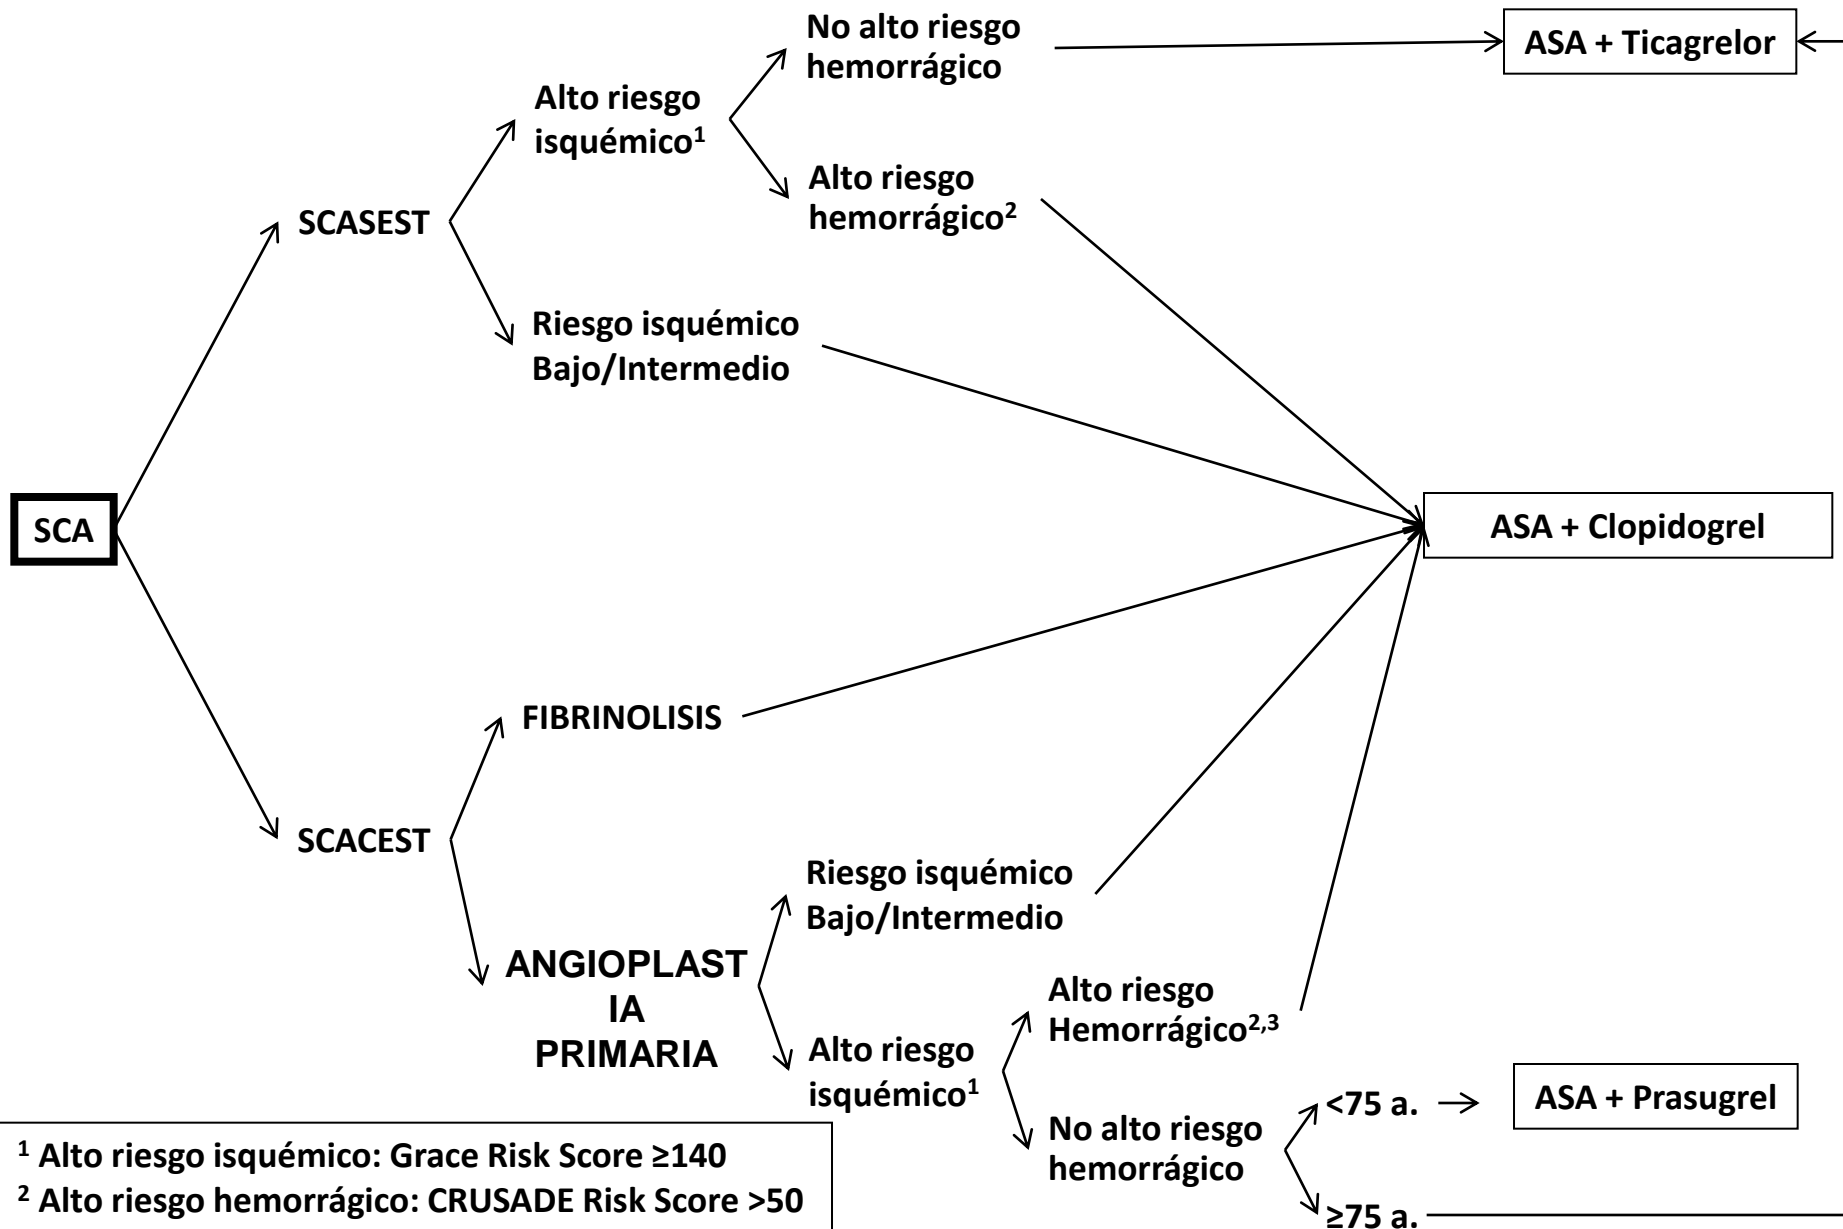 No alto riesgo
hemorrágico
ASA + Ticagrelor
Alto riesgo
isquémico¹
Alto riesgo
hemorrágico²
SCASEST
Riesgo isquémico
Bajo/Intermedio
SCA
ASA + Clopidogrel
FIBRINOLISIS
SCACEST
Riesgo isquémico
Bajo/Intermedio
ANGIOPLAST
IA
PRIMARIA
Alto riesgo
Hemorrágico²,³
Alto riesgo
isquémico¹
No alto riesgo
hemorrágico
<75 a.
ASA + Prasugrel
≥75 a.
¹ Alto riesgo isquémico: Grace Risk Score ≥140
² Alto riesgo hemorrágico: CRUSADE Risk Score >50